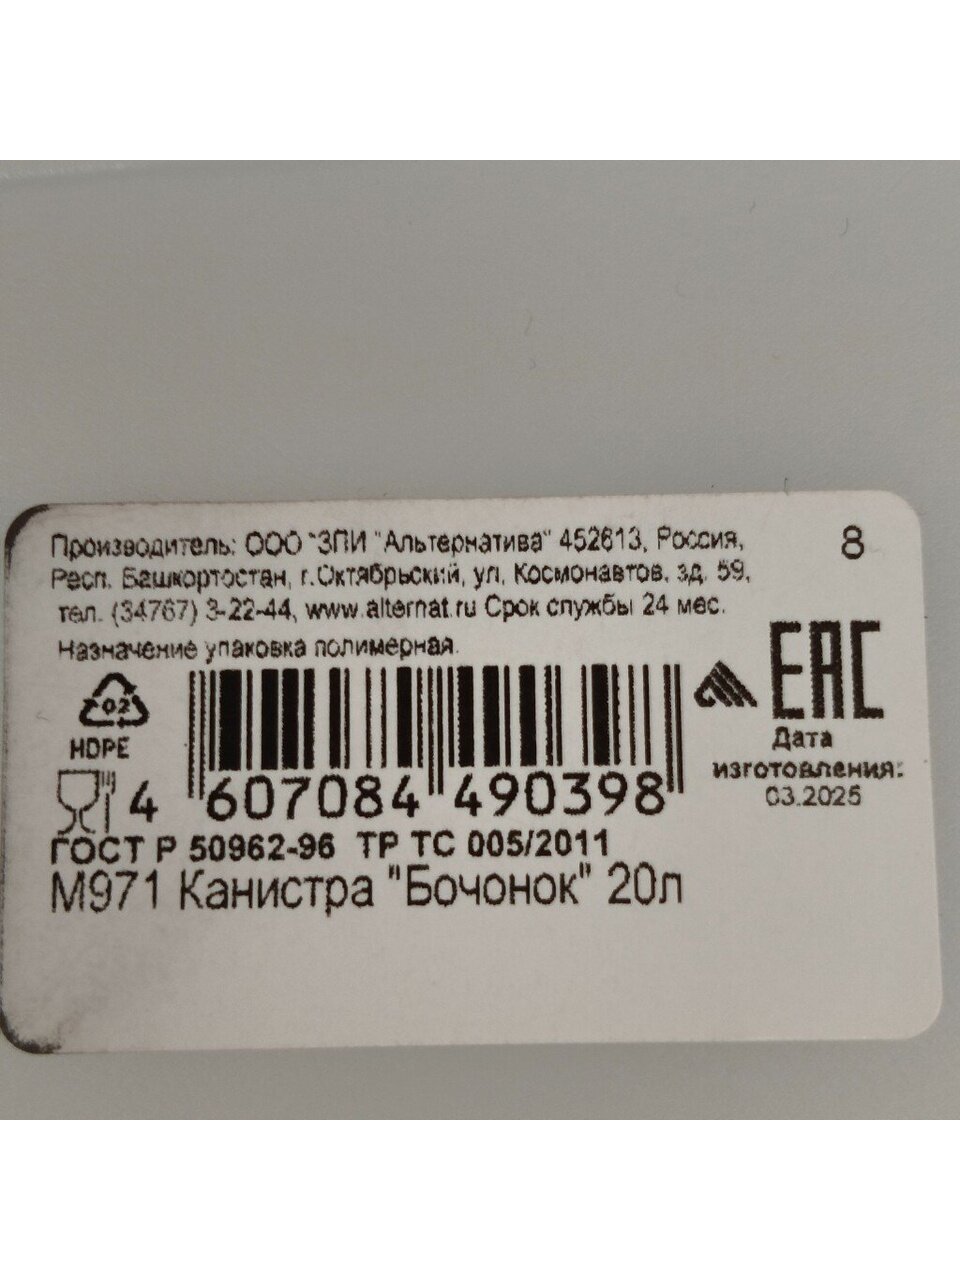 Производитель: ООО "ЗПИ "Альтернатива" 452613, Россия,
Респ. Башкортостан, г.Октябрьский, ул. Космонавтов, зд. 59,
тел. (34767) 3-22-44, www.alternat.ru Срок службы 24 мес.
Назначение упаковка полимерная.
8
02
HDPE
EAC
Дата
изготовления:
03.2025
4 607084 490398
ГОСТ Р 50962-96 ТР ТС 005/2011
М971 Канистра "Бочонок" 20л